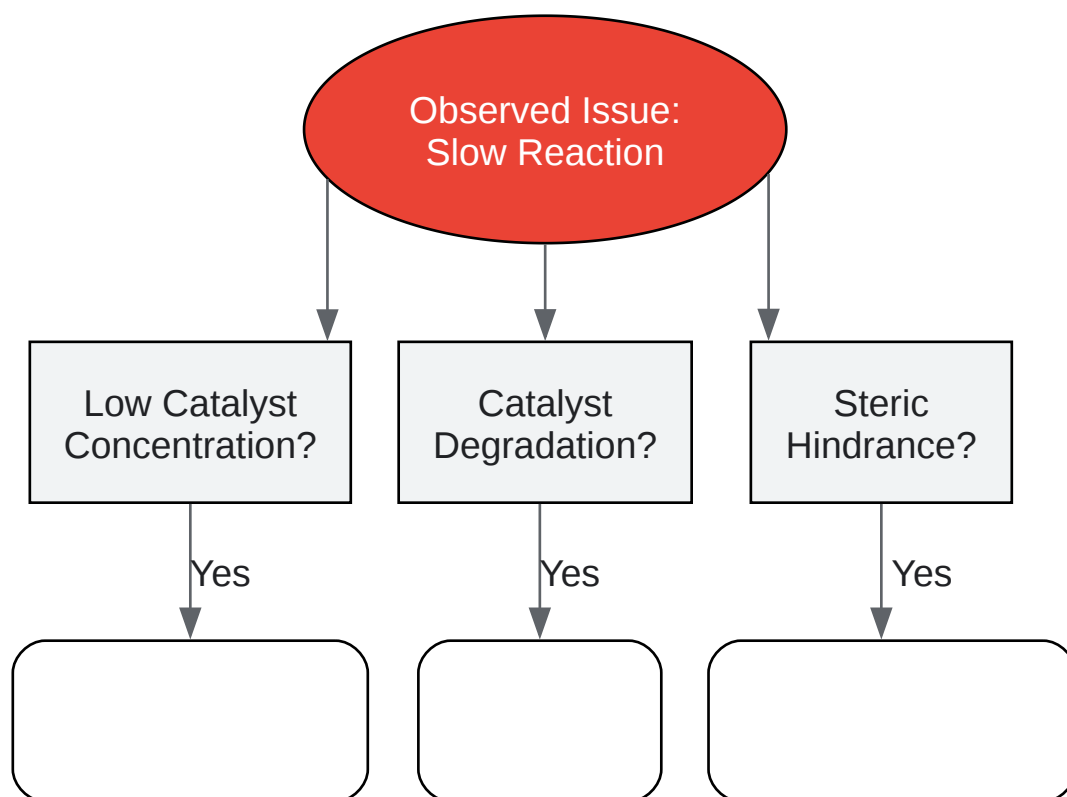 Observed Issue:
Slow Reaction
Low Catalyst
Concentration?
Catalyst
Degradation?
Steric
Hindrance?
Yes
Yes
Yes